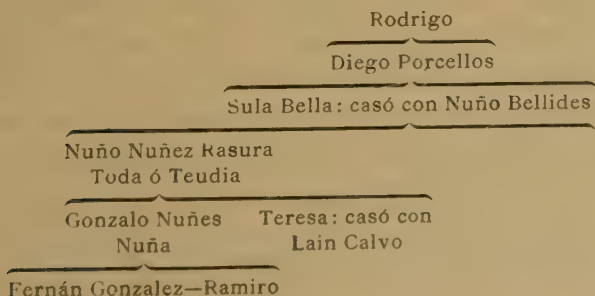 Rodrigo
Diego Porcellos
Sula Bella: casó con Nuño Bellides
Nuño Nuñez Rasura
Toda ó Teudia
Gonzalo Nuñes Teresa: casó con
Nuña Lain Calvo
Fernán Gonzalez—Ramiro